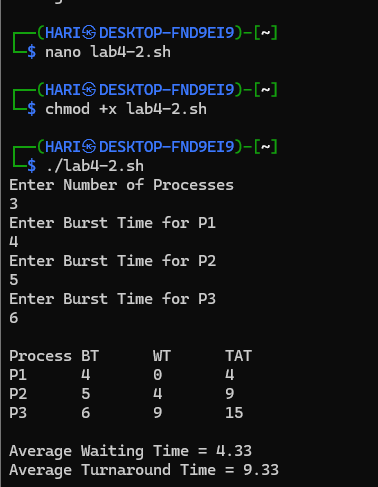 ┌──(HARI㉿DESKTOP-FND9EI9)-[~]
└─$ nano lab4-2.sh
┌──(HARI㉿DESKTOP-FND9EI9)-[~]
└─$ chmod +x lab4-2.sh
┌──(HARI㉿DESKTOP-FND9EI9)-[~]
└─$ ./lab4-2.sh
Enter Number of Processes
3
Enter Burst Time for P1
4
Enter Burst Time for P2
5
Enter Burst Time for P3
6
Process BT WT TAT
P1 4 0 4
P2 5 4 9
P3 6 9 15
Average Waiting Time = 4.33
Average Turnaround Time = 9.33